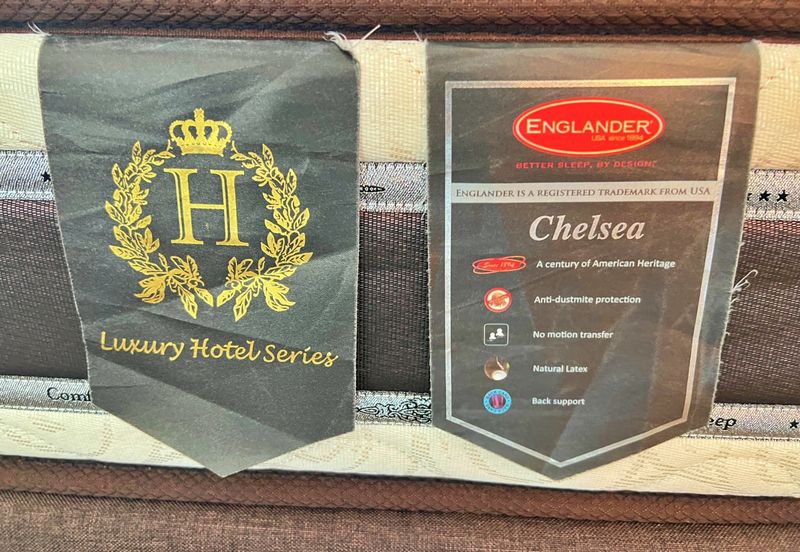 H
Luxury Hotel Series
ENGLANDER®
USA since 1894
BETTER SLEEP, BY DESIGN®
ENGLANDER IS A REGISTERED TRADEMARK FROM USA
Chelsea
Since 1894
A century of American Heritage
Anti-dustmite protection
No motion transfer
Natural Latex
Back support